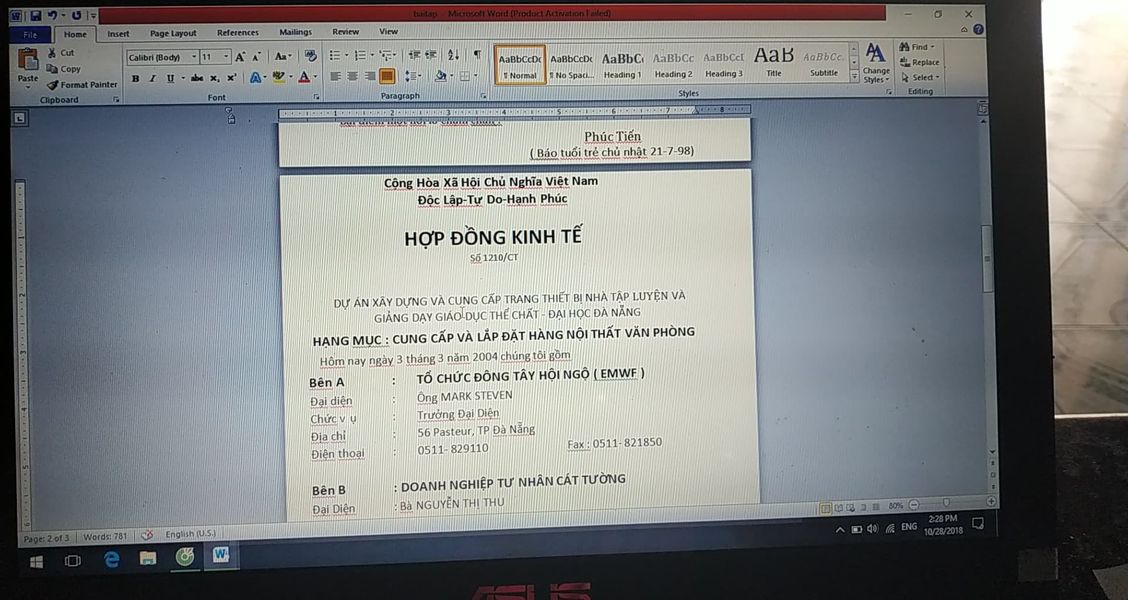 baitap - Microsoft Word (Product Activation Failed)
File Home Insert Page Layout References Mailings Review View
Cut
Copy
Format Painter
Paste
Clipboard
Calibri (Body) 11
Font
Paragraph
AaBbCcDc AaBbCcDc AaBbC AaBbCc AaBbCcI AaB AaBbCc.
¶ Normal ¶ No Spaci... Heading 1 Heading 2 Heading 3 Title Subtitle
Change Styles
Styles
Find
Replace
Select
Editing
Phúc Tiến
( Báo tuổi trẻ chủ nhật 21-7-98)
Cộng Hòa Xã Hội Chủ Nghĩa Việt Nam
Độc Lập-Tự Do-Hạnh Phúc
HỢP ĐỒNG KINH TẾ
Số 1210/CT
DỰ ÁN XÂY DỰNG VÀ CUNG CẤP TRANG THIẾT BỊ NHÀ TẬP LUYỆN VÀ
GIẢNG DẠY GIÁO DỤC THỂ CHẤT - ĐẠI HỌC ĐÀ NẴNG
HẠNG MỤC : CUNG CẤP VÀ LẮP ĐẶT HÀNG NỘI THẤT VĂN PHÒNG
Hôm nay ngày 3 tháng 3 năm 2004 chúng tôi gồm
Bên A : TỔ CHỨC ĐÔNG TÂY HỘI NGỘ ( EMWF )
Đại diện : Ông MARK STEVEN
Chức v ụ : Trưởng Đại Diện
Địa chỉ : 56 Pasteur, TP Đà Nẵng
Điện thoại : 0511- 829110 Fax : 0511- 821850
Bên B : DOANH NGHIỆP TƯ NHÂN CÁT TƯỜNG
Đại Diện : Bà NGUYỄN THỊ THU
Page: 2 of 3 Words: 781 English (U.S.) 80%
ENG 2:28 PM
10/28/2018
ASUS